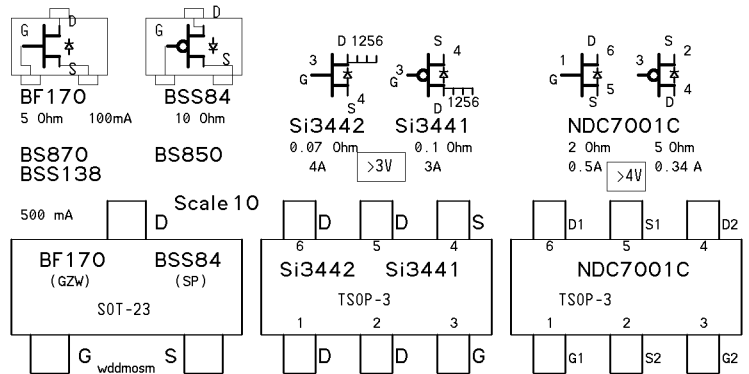 D
G
S
BF170
5 Ohm 100mA
BS870
BSS138
500 mA
D
G
S
BSS84
10 Ohm
BS850
Scale 10
D 1256
3
G
4
S
Si3442
0.07 Ohm
4A
>3V
S
4
3
G
1256
D
Si3441
0.1 Ohm
3A
D
6
1
G
5
S
S
2
3
G
4
D
NDC7001C
2 Ohm 5 Ohm
0.5A 0.34 A
>4V
D
BF170 BSS84
(GZW) (SP)
SOT-23
G S
wddmosm
D D S
6 5 4
Si3442 Si3441
TSOP-3
1 2 3
D D G
D1 S1 D2
6 5 4
NDC7001C
TSOP-3
1 2 3
G1 S2 G2